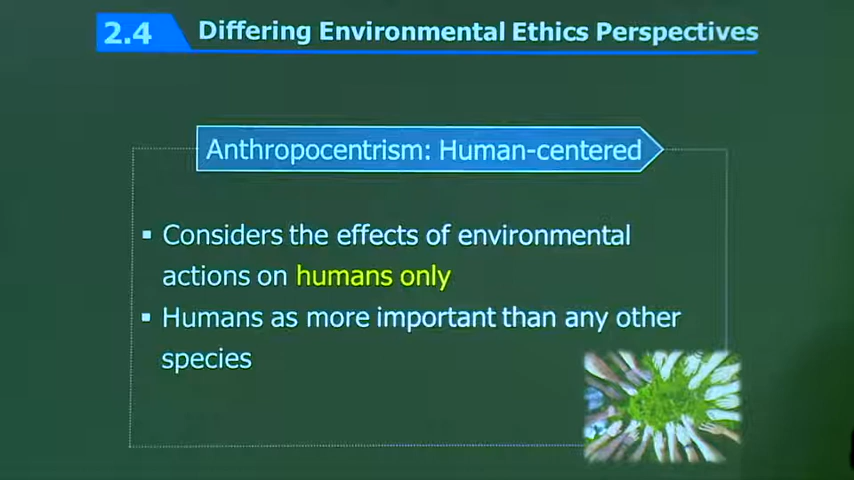 2.4 Differing Environmental Ethics Perspectives
Anthropocentrism: Human-centered
▪ Considers the effects of environmental
actions on humans only
▪ Humans as more important than any other
species